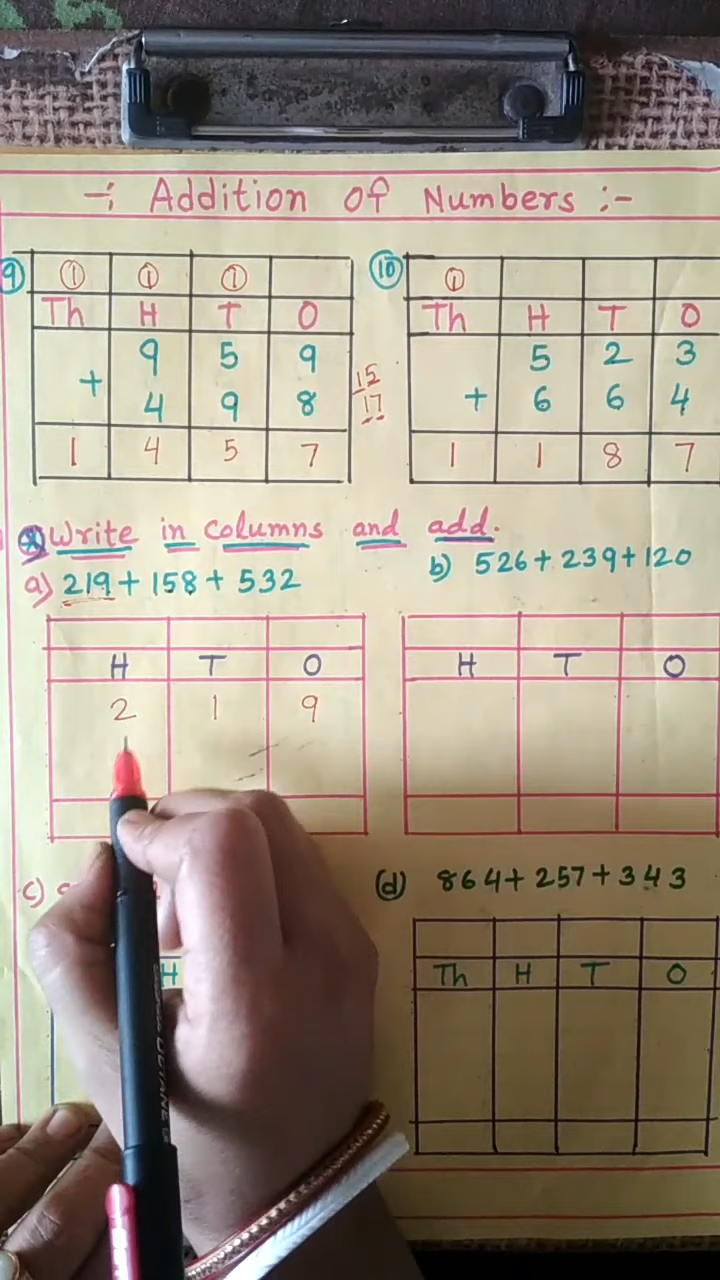 -: Addition of Numbers :-
9
1 1 1
Th H T O
9 5 9
+ 4 9 8
1 4 5 7
15
17
10
1
Th H T O
5 2 3
+ 6 6 4
1 1 8 7
Write in columns and add.
a) 219+158+532
H T O
2 1 9
b) 526+239+120
H T O
c)
H
(d) 864+257+343
Th H T O